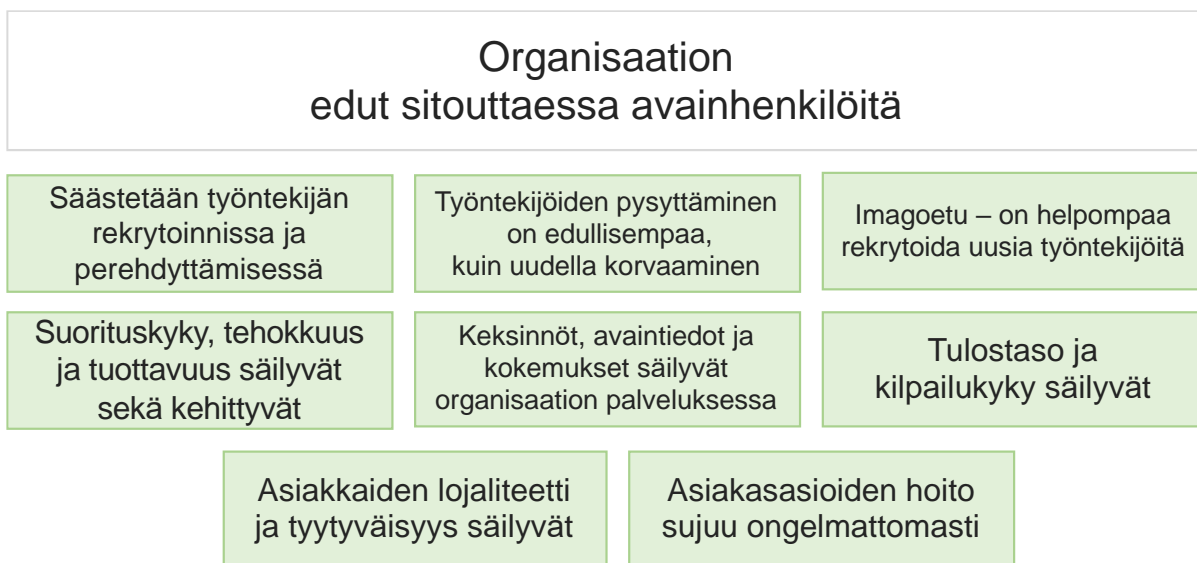 Organisaation
edut sitouttaessa avainhenkilöitä
Säästetään työntekijän
rekrytoinnissa ja
perehdyttämisessä
Työntekijöiden pysyttäminen
on edullisempaa,
kuin uudella korvaaminen
Imagoetu – on helpompaa
rekrytoida uusia työntekijöitä
Suorituskyky, tehokkuus
ja tuottavuus säilyvät
sekä kehittyvät
Keksinnöt, avaintiedot ja
kokemukset säilyvät
organisaation palveluksessa
Tulostaso ja
kilpailukyky säilyvät
Asiakkaiden lojaliteetti
ja tyytyväisyys säilyvät
Asiakasasioiden hoito
sujuu ongelmattomasti